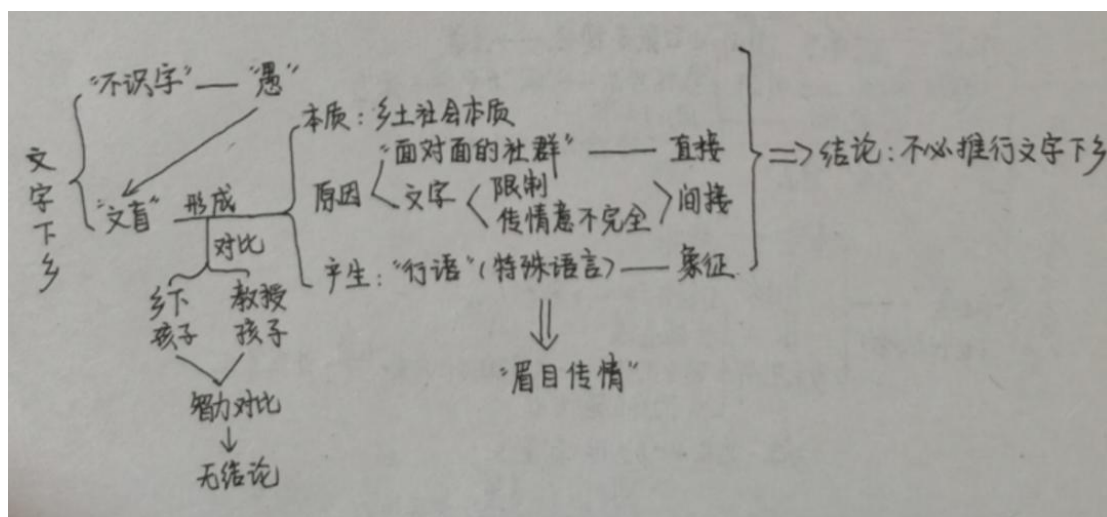 文字下乡
"不识字" — "愚"
"文盲"
形成
对比
乡下孩子
教授孩子
智力对比
无结论
本质：乡土社会本质
原因
"面对面的社群" —— 直接
文字
限制
传情意不完全
间接
产生："行语"（特殊语言）— 象征
"眉目传情"
结论：不必推行文字下乡